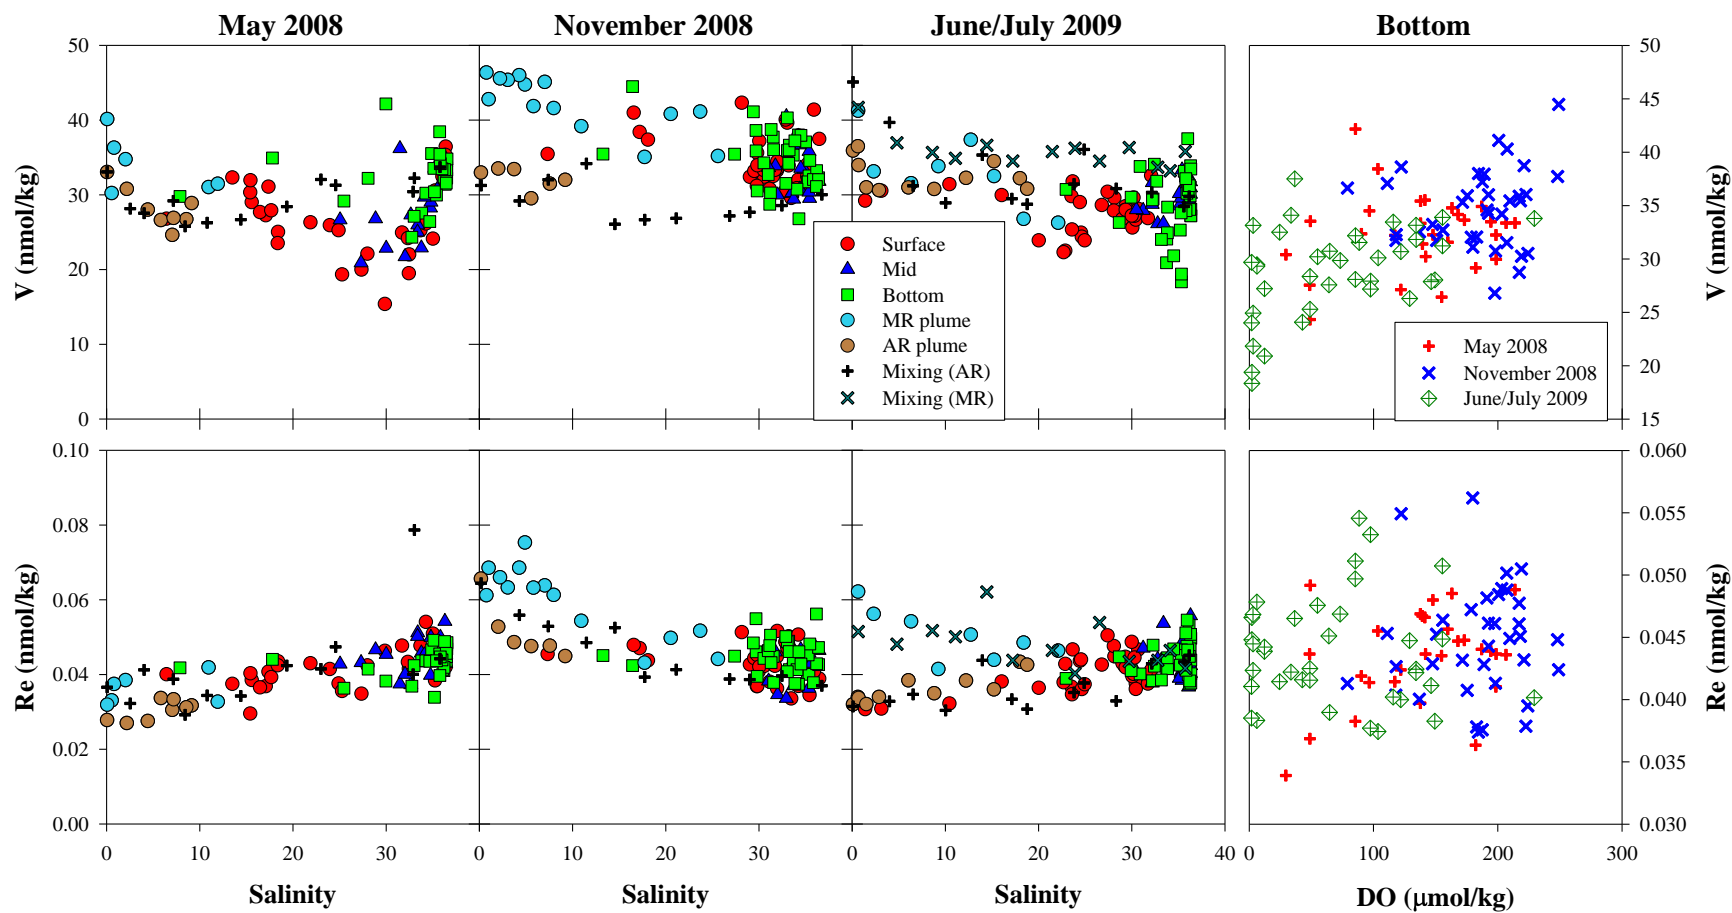 May 2008
November 2008
June/July 2009
Bottom
50
40
30
20
10
0
V (nmol/kg)
50
45
40
35
30
25
20
15
V (nmol/kg)
Surface
Mid
Bottom
MR plume
AR plume
Mixing (AR)
Mixing (MR)
May 2008
November 2008
June/July 2009
0.10
0.08
0.06
0.04
0.02
0.00
Re (nmol/kg)
0.060
0.055
0.050
0.045
0.040
0.035
0.030
Re (nmol/kg)
0 10 20 30 0 10 20 30 0 10 20 30 40 0 100 200 300
Salinity
Salinity
Salinity
DO (μmol/kg)